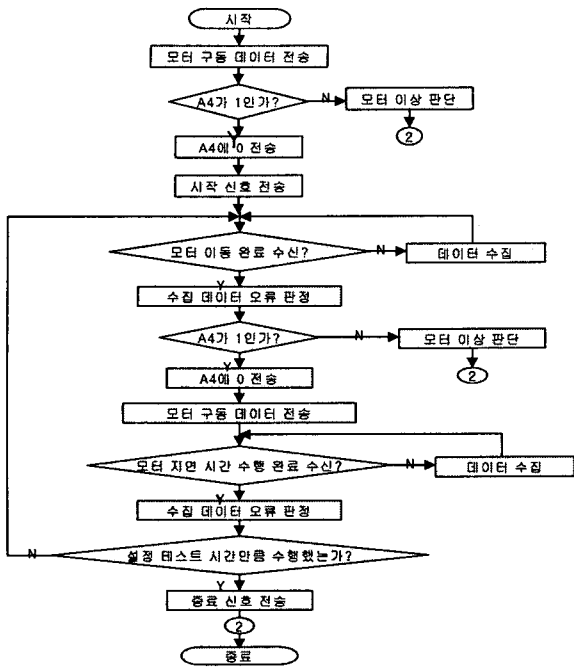 시작
모터 구동 데이터 전송
A4가 1인가?
N
모터 이상 판단
2
Y
A4에 0 전송
시작 신호 전송
모터 이동 완료 수신?
N
데이터 수집
Y
수집 데이터 오류 판정
A4가 1인가?
N
모터 이상 판단
2
Y
A4에 0 전송
모터 구동 데이터 전송
모터 지연 시간 수행 완료 수신?
N
데이터 수집
Y
수집 데이터 오류 판정
N
설정 테스트 시간만큼 수행했는가?
Y
종료 신호 전송
2
종료